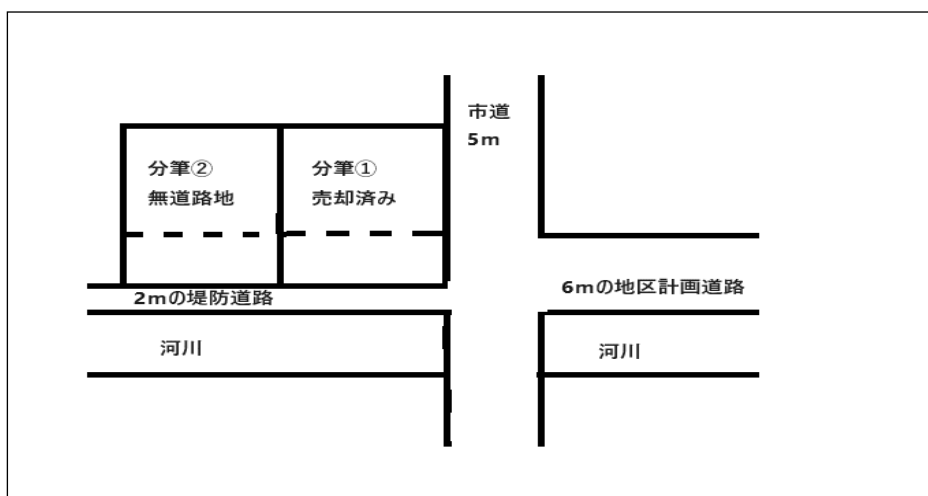 市道
5m
分筆②
無道路地
分筆①
売却済み
2mの堤防道路
6mの地区計画道路
河川
河川